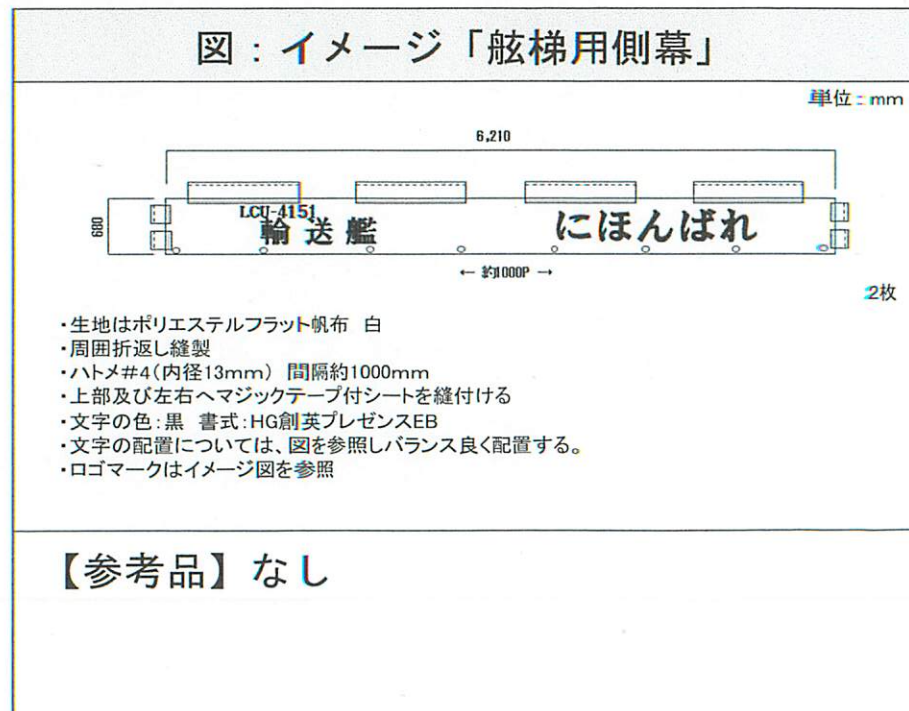 図：イメージ「舷梯用側幕」
単位：mm
6,210
680
LCU-4151
輸送艦
にほんばれ
← 約1000P →
2枚
・生地はポリエステルフラット帆布　白
・周囲折返し縫製
・ハトメ#4(内径13mm)　間隔約1000mm
・上部及び左右へマジックテープ付シートを縫付ける
・文字の色：黒　書式：HG創英プレゼンスEB
・文字の配置については、図を参照しバランス良く配置する。
・ロゴマークはイメージ図を参照
【参考品】なし